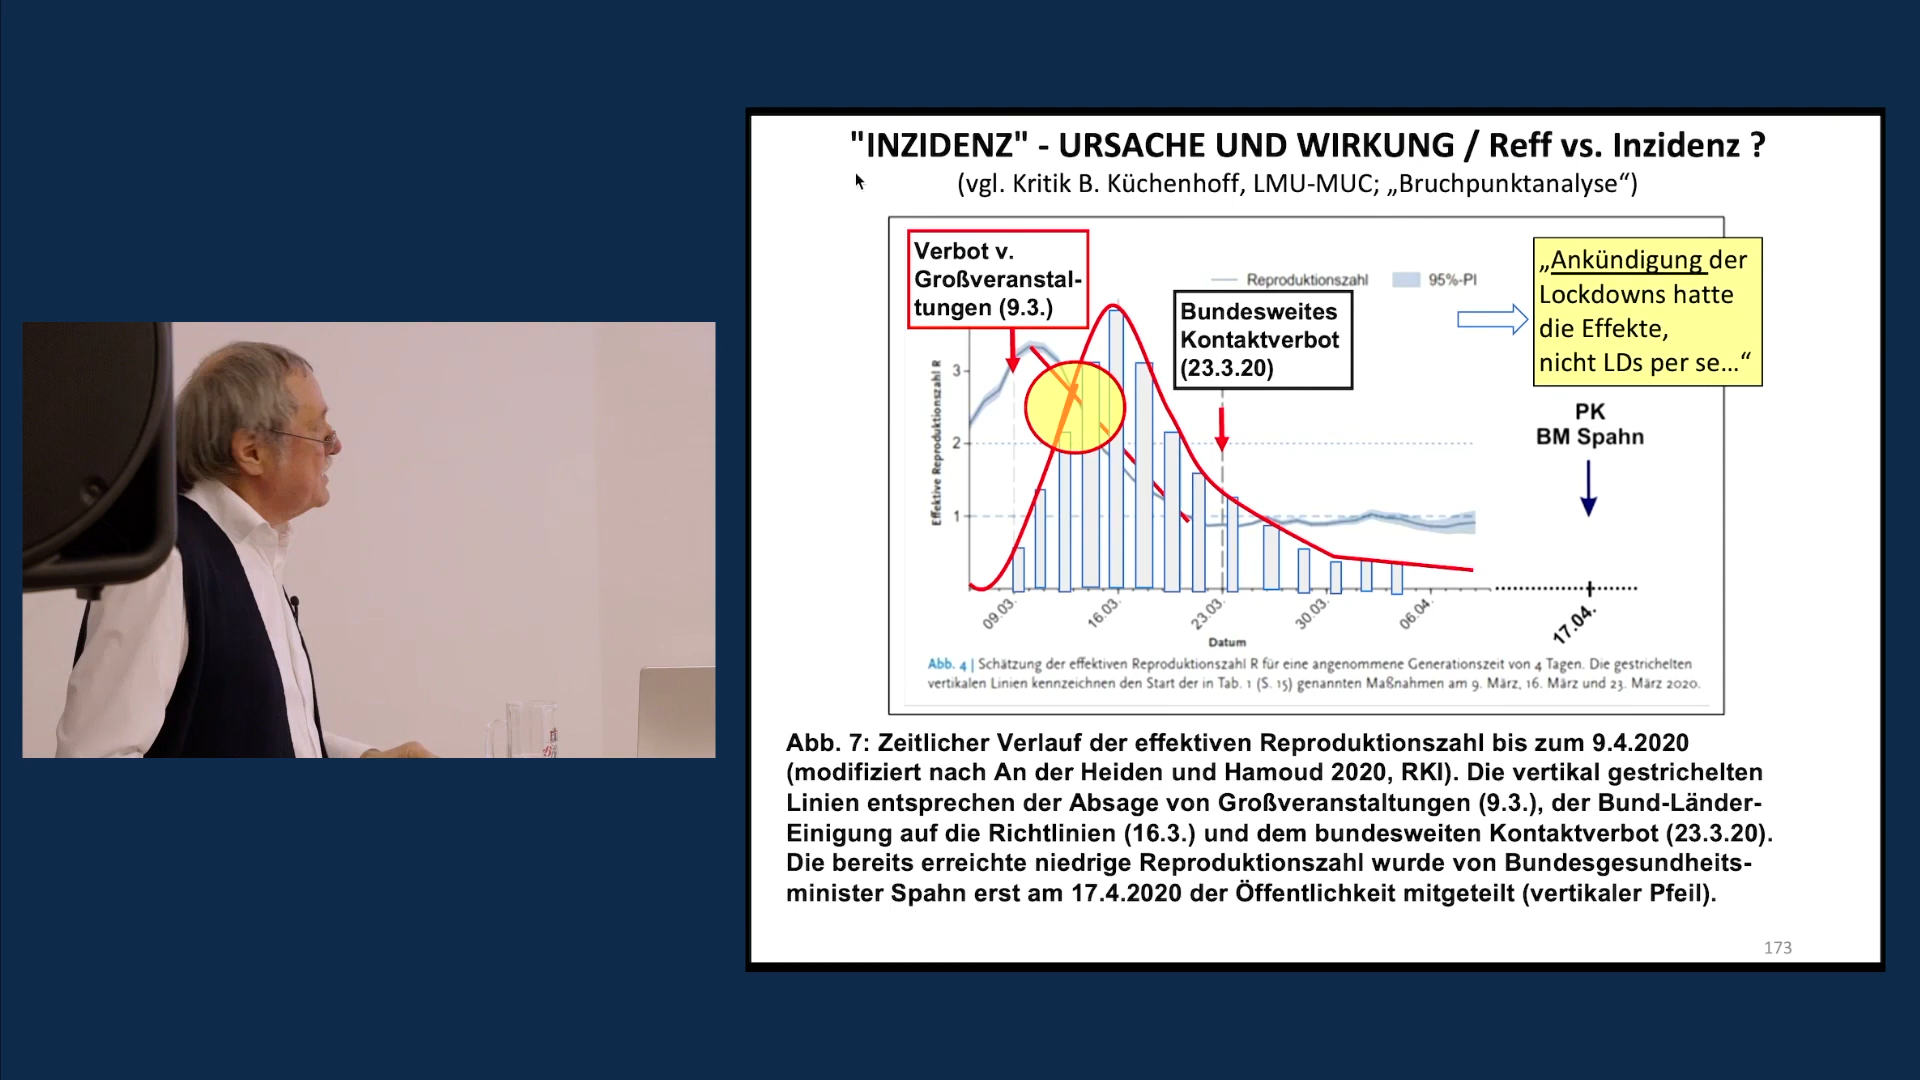 "INZIDENZ" - URSACHE UND WIRKUNG / Reff vs. Inzidenz ?
(vgl. Kritik B. Küchenhoff, LMU-MUC; „Bruchpunktanalyse“)
Verbot v.
Großveranstal-
tungen (9.3.)
Reproduktionszahl
95%-PI
Bundesweites
Kontaktverbot
(23.3.20)
„Ankündigung der
Lockdowns hatte
die Effekte,
nicht LDs per se...“
PK
BM Spahn
Effektive Reproduktionszahl R
3
2
1
09.03.
16.03.
23.03.
30.03.
06.04.
17.04.
Datum
Abb. 4 | Schätzung der effektiven Reproduktionszahl R für eine angenommene Generationszeit von 4 Tagen. Die gestrichelten
vertikalen Linien kennzeichnen den Start der in Tab. 1 (S. 15) genannten Maßnahmen am 9. März, 16. März und 23. März 2020.
Abb. 7: Zeitlicher Verlauf der effektiven Reproduktionszahl bis zum 9.4.2020
(modifiziert nach An der Heiden und Hamoud 2020, RKI). Die vertikal gestrichelten
Linien entsprechen der Absage von Großveranstaltungen (9.3.), der Bund-Länder-
Einigung auf die Richtlinien (16.3.) und dem bundesweiten Kontaktverbot (23.3.20).
Die bereits erreichte niedrige Reproduktionszahl wurde von Bundesgesundheits-
minister Spahn erst am 17.4.2020 der Öffentlichkeit mitgeteilt (vertikaler Pfeil).
173